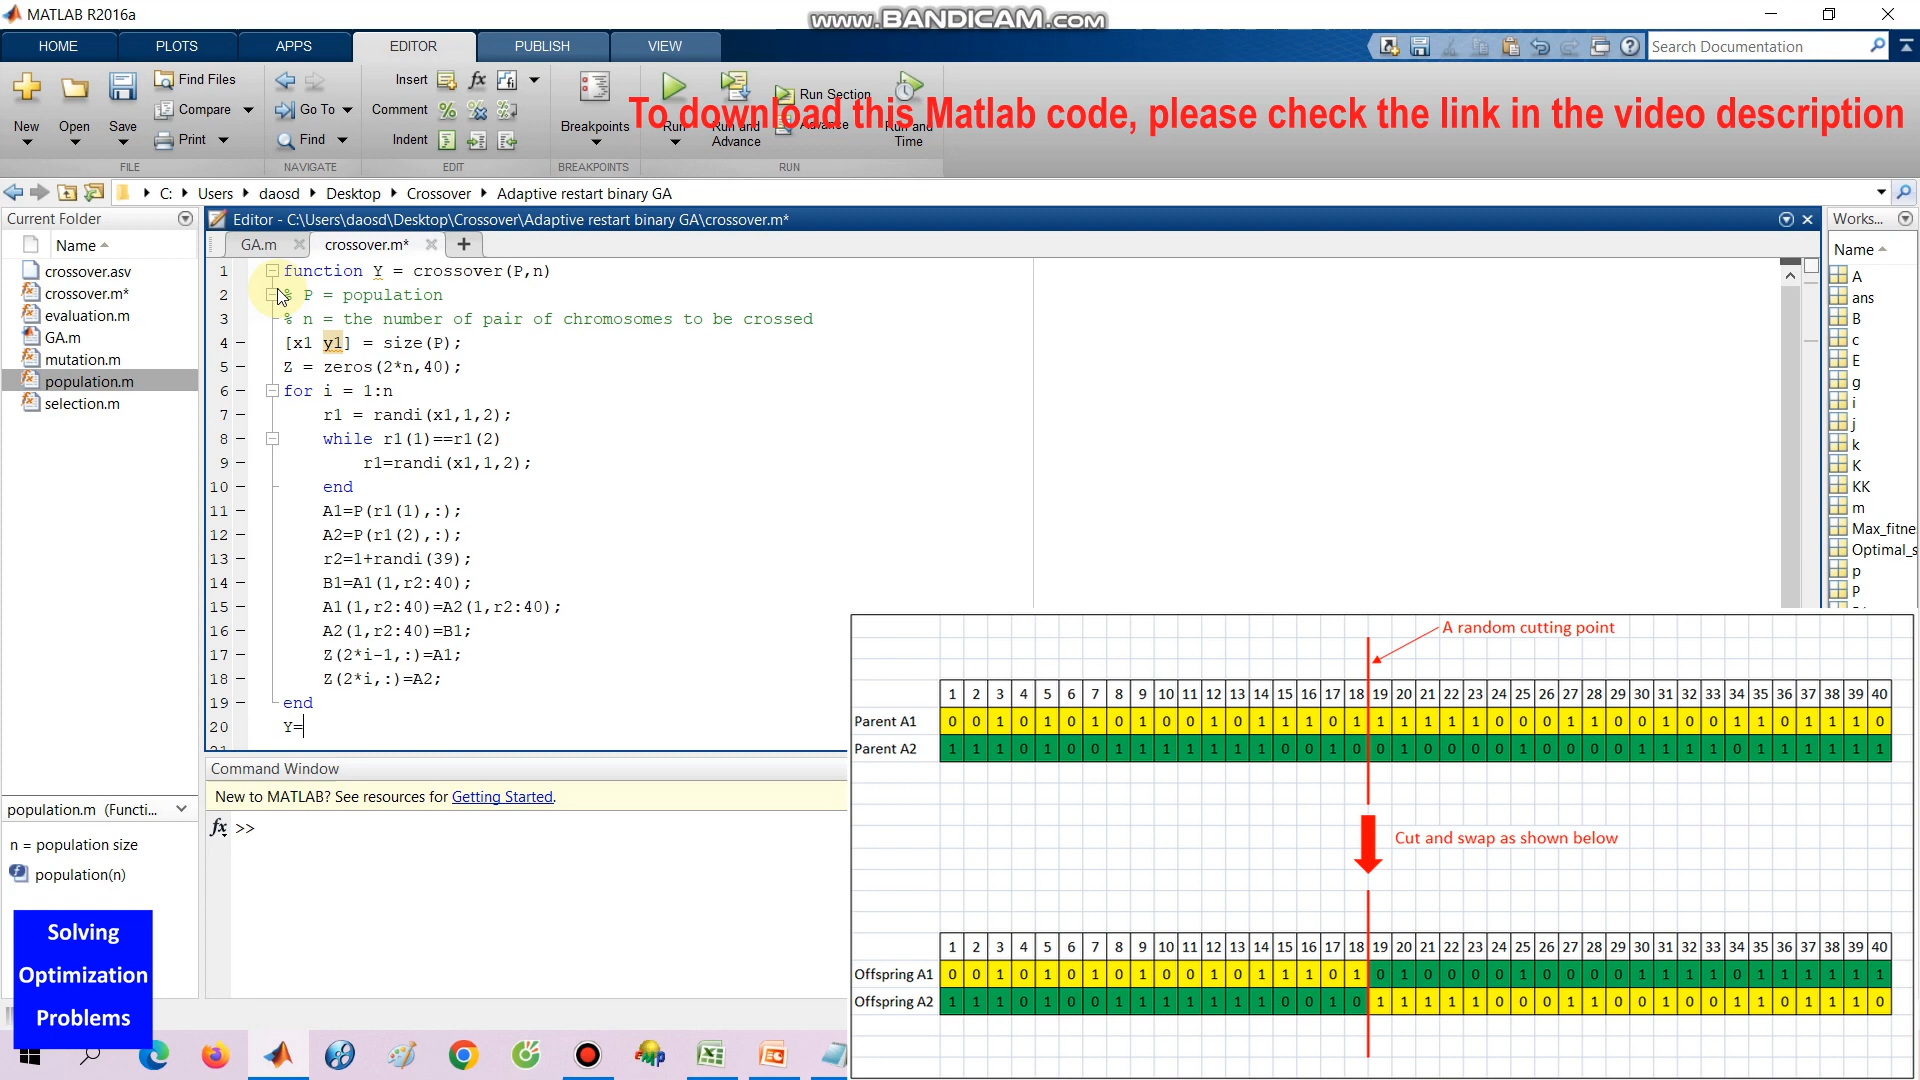 MATLAB R2016a
www.BANDICAM.com
HOME PLOTS APPS EDITOR PUBLISH VIEW
Search Documentation
New Open Save Find Files Compare Print
Go To Find
Insert Comment Indent
Breakpoints Run Run and Advance Run Section Advance Run and Time
To download this Matlab code, please check the link in the video description
FILE NAVIGATE EDIT BREAKPOINTS RUN
C: Users daosd Desktop Crossover Adaptive restart binary GA
Current Folder
Name
crossover.asv
crossover.m*
evaluation.m
GA.m
mutation.m
population.m
selection.m
Editor - C:\Users\daosd\Desktop\Crossover\Adaptive restart binary GA\crossover.m*
GA.m crossover.m*
1 function Y = crossover(P,n)
2 % P = population
3 % n = the number of pair of chromosomes to be crossed
4 [x1 y1] = size(P);
5 Z = zeros(2*n,40);
6 for i = 1:n
7 r1 = randi(x1,1,2);
8 while r1(1)==r1(2)
9 r1=randi(x1,1,2);
10 end
11 A1=P(r1(1),:);
12 A2=P(r1(2),:);
13 r2=1+randi(39);
14 B1=A1(1,r2:40);
15 A1(1,r2:40)=A2(1,r2:40);
16 A2(1,r2:40)=B1;
17 Z(2*i-1,:)=A1;
18 Z(2*i,:)=A2;
19 end
20 Y=
Works...
Name
A
ans
B
c
E
g
i
j
k
K
KK
m
Max_fitne
Optimal_s
p
P
Command Window
New to MATLAB? See resources for Getting Started.
fx >>
population.m (Functi...
n = population size
population(n)
Solving
Optimization
Problems
A random cutting point
1 2 3 4 5 6 7 8 9 10 11 12 13 14 15 16 17 18 19 20 21 22 23 24 25 26 27 28 29 30 31 32 33 34 35 36 37 38 39 40
Parent A1 0 0 1 0 1 0 1 0 1 0 0 1 0 1 1 1 0 1 1 1 1 1 1 0 0 0 1 1 0 0 1 0 0 1 1 0 1 1 1 0
Parent A2 1 1 1 0 1 0 0 1 1 1 1 1 1 1 0 0 1 0 0 1 0 0 0 0 1 0 0 0 0 1 1 1 1 0 1 1 1 1 1 1
Cut and swap as shown below
1 2 3 4 5 6 7 8 9 10 11 12 13 14 15 16 17 18 19 20 21 22 23 24 25 26 27 28 29 30 31 32 33 34 35 36 37 38 39 40
Offspring A1 0 0 1 0 1 0 1 0 1 0 0 1 0 1 1 1 0 1 0 1 0 0 0 0 1 0 0 0 0 1 1 1 1 0 1 1 1 1 1 1
Offspring A2 1 1 1 0 1 0 0 1 1 1 1 1 1 1 0 0 1 0 1 1 1 1 1 0 0 0 1 1 0 0 1 0 0 1 1 0 1 1 1 0